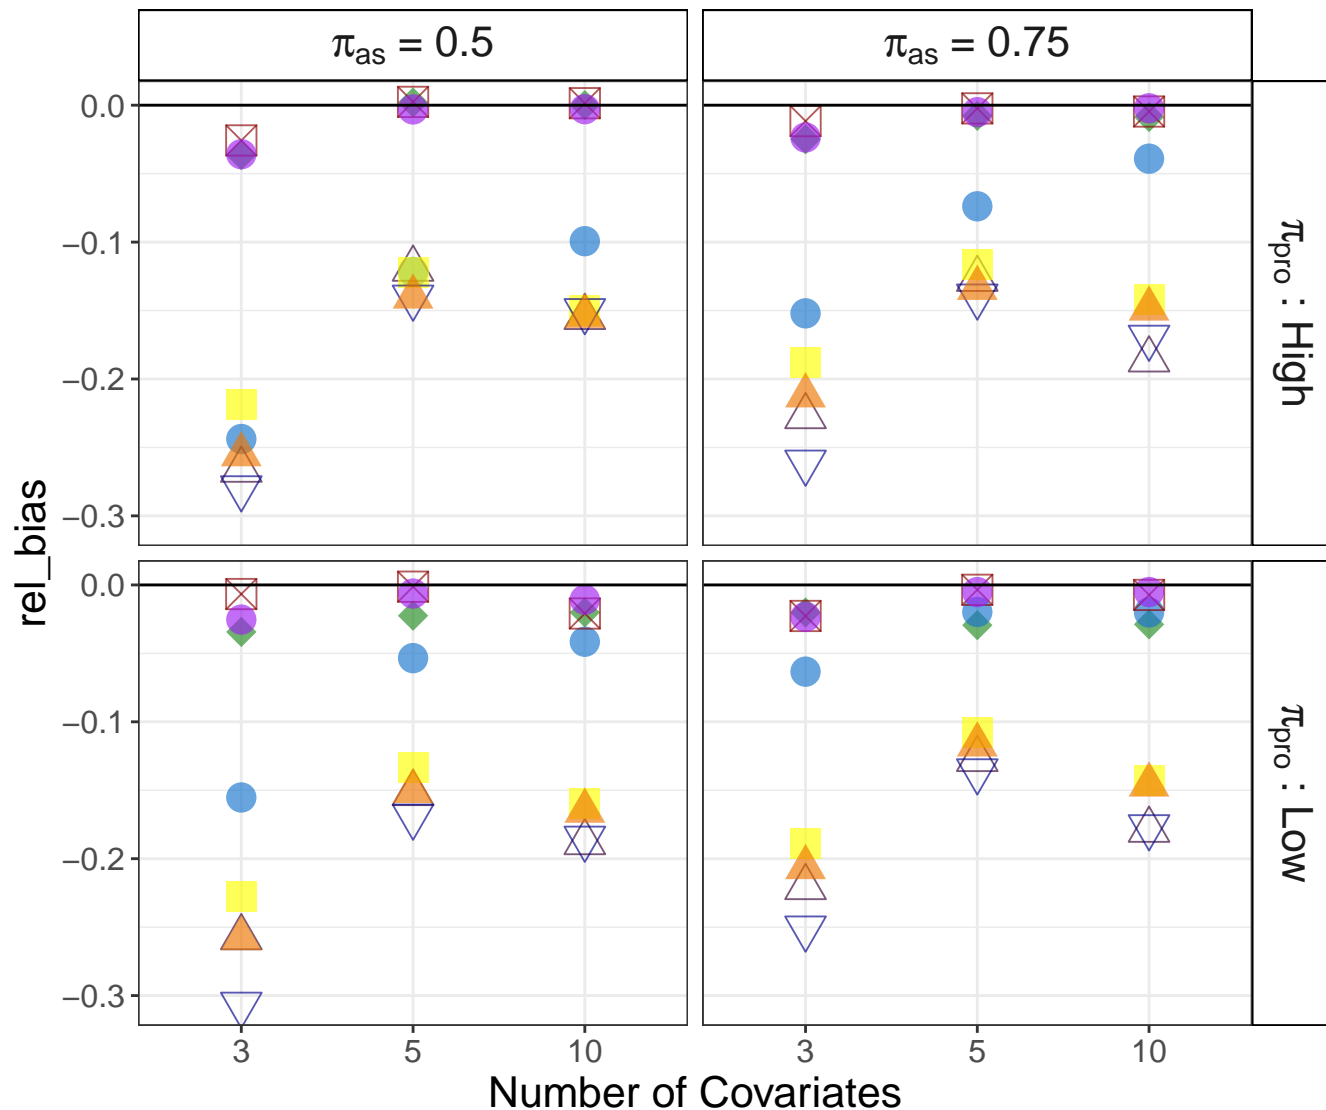 π_as = 0.5
π_as = 0.75
0.0
−0.1
−0.2
−0.3
π_pro : High
rel_bias
0.0
−0.1
−0.2
−0.3
π_pro : Low
3 5 10
3 5 10
Number of Covariates